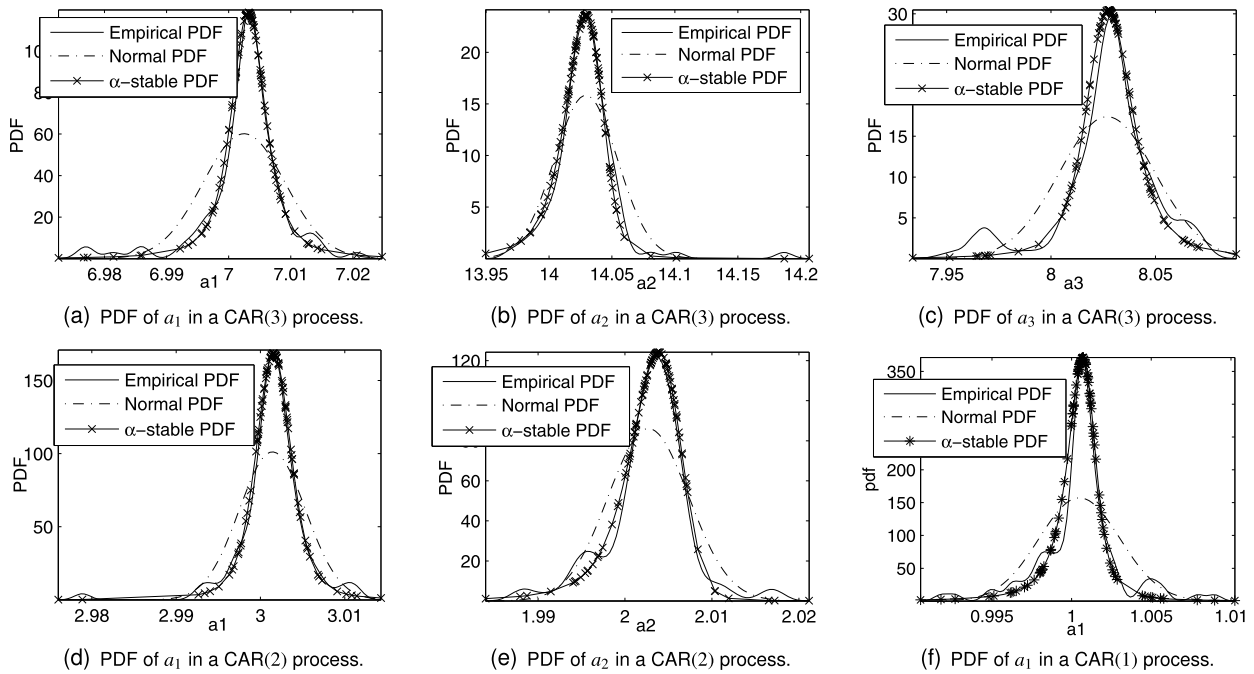 Empirical PDF
Normal PDF
α-stable PDF
PDF
60
40
20
6.98 6.99 7 7.01 7.02
a1
(a) PDF of a1 in a CAR(3) process.
Empirical PDF
Normal PDF
α-stable PDF
PDF
20
15
10
5
13.95 14 14.05 14.1 14.15 14.2
a2
(b) PDF of a2 in a CAR(3) process.
Empirical PDF
Normal PDF
α-stable PDF
PDF
30
15
5
7.95 8 8.05
a3
(c) PDF of a3 in a CAR(3) process.
Empirical PDF
Normal PDF
α-stable PDF
PDF
150
100
50
2.98 2.99 3 3.01
a1
(d) PDF of a1 in a CAR(2) process.
Empirical PDF
Normal PDF
α-stable PDF
PDF
120
60
40
20
1.99 2 2.01 2.02
a2
(e) PDF of a2 in a CAR(2) process.
Empirical PDF
Normal PDF
α-stable PDF
pdf
350
200
150
100
50
0.995 1 1.005 1.01
a1
(f) PDF of a1 in a CAR(1) process.